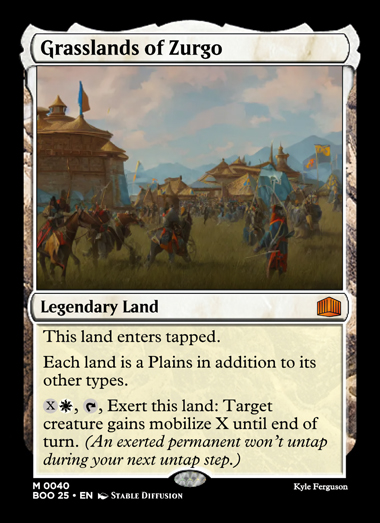 Grasslands of Zurgo
Legendary Land
This land enters tapped.
Each land is a Plains in addition to its
other types.
X, , Exert this land: Target
creature gains mobilize X until end of
turn. (An exerted permanent won't untap
during your next untap step.)
M 0040
BOO 25 • EN Stable Diffusion
Kyle Ferguson